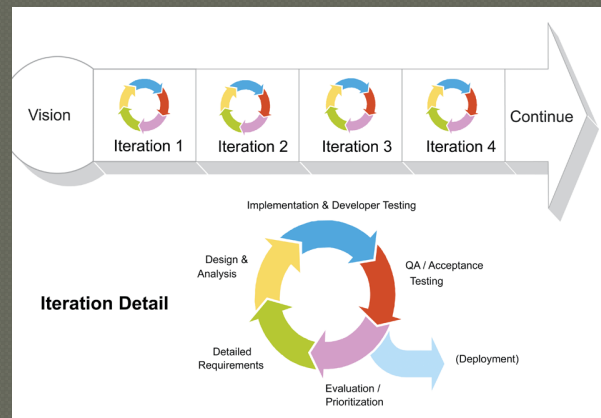 Vision
Iteration 1
Iteration 2
Iteration 3
Iteration 4
Continue
Implementation & Developer Testing
Design &
Analysis
QA / Acceptance
Testing
Iteration Detail
Detailed
Requirements
(Deployment)
Evaluation /
Prioritization